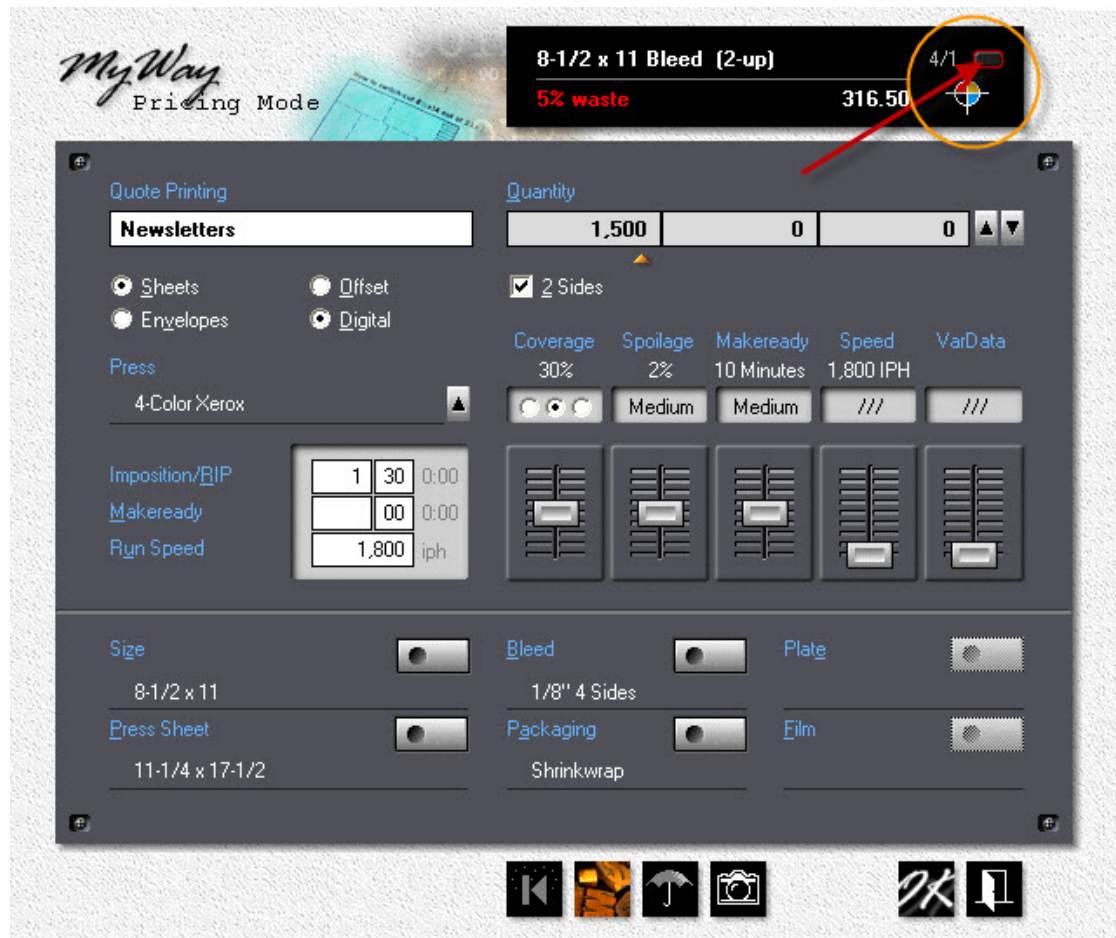 MyWay
Pricing Mode
8-1/2 x 11 Bleed (2-up) 4/1
5% waste 316.50
Quote Printing
Newsletters
Quantity
1,500 0 0
Sheets Offset
Envelopes Digital
2 Sides
Press
4-Color Xerox
Coverage Spoilage Makeready Speed VarData
30% 2% 10 Minutes 1,800 IPH
Medium Medium /// ///
Imposition/RIP 1 30 0:00
Makeready 00 0:00
Run Speed 1,800 iph
Size Bleed Plate
8-1/2 x 11 1/8" 4 Sides
Press Sheet Packaging Film
11-1/4 x 17-1/2 Shrinkwrap
OK